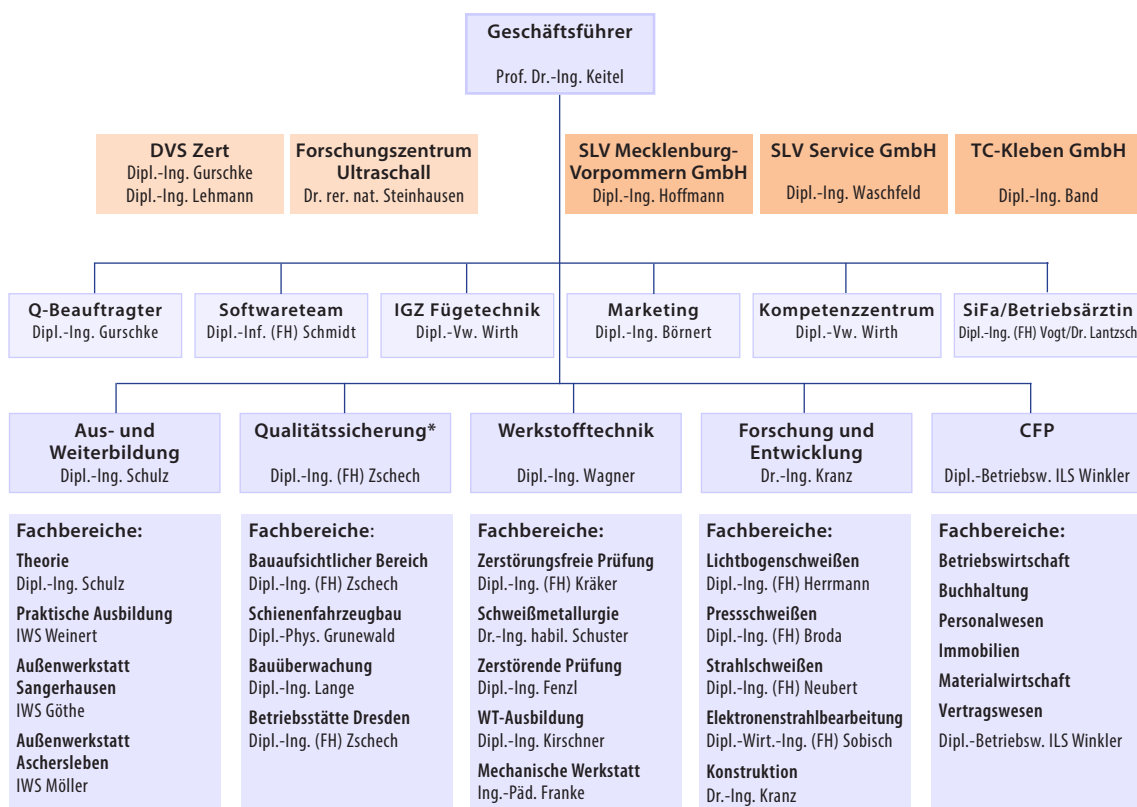 Geschäftsführer
Prof. Dr.-Ing. Keitel
DVS Zert
Dipl.-Ing. Gurschke
Dipl.-Ing. Lehmann
Forschungszentrum
Ultraschall
Dr. rer. nat. Steinhausen
SLV Mecklenburg-
Vorpommern GmbH
Dipl.-Ing. Hoffmann
SLV Service GmbH
Dipl.-Ing. Waschfeld
TC-Kleben GmbH
Dipl.-Ing. Band
Q-Beauftragter
Dipl.-Ing. Gurschke
Softwareteam
Dipl.-Inf. (FH) Schmidt
IGZ Fügetechnik
Dipl.-Vw. Wirth
Marketing
Dipl.-Ing. Börnert
Kompetenzzentrum
Dipl.-Vw. Wirth
SiFa/Betriebsärztin
Dipl.-Ing. (FH) Vogt/Dr. Lantzsch
Aus- und
Weiterbildung
Dipl.-Ing. Schulz
Qualitätssicherung*
Dipl.-Ing. (FH) Zschech
Werkstofftechnik
Dipl.-Ing. Wagner
Forschung und
Entwicklung
Dr.-Ing. Kranz
CFP
Dipl.-Betriebsw. ILS Winkler
Fachbereiche:
Theorie
Dipl.-Ing. Schulz
Praktische Ausbildung
IWS Weinert
Außenwerkstatt
Sangerhausen
IWS Göthe
Außenwerkstatt
Aschersleben
IWS Möller
Fachbereiche:
Bauaufsichtlicher Bereich
Dipl.-Ing. (FH) Zschech
Schienenfahrzeugbau
Dipl.-Phys. Grunewald
Bauüberwachung
Dipl.-Ing. Lange
Betriebsstätte Dresden
Dipl.-Ing. (FH) Zschech
Fachbereiche:
Zerstörungsfreie Prüfung
Dipl.-Ing. (FH) Kräker
Schweißmetallurgie
Dr.-Ing. habil. Schuster
Zerstörende Prüfung
Dipl.-Ing. Fenzl
WT-Ausbildung
Dipl.-Ing. Kirschner
Mechanische Werkstatt
Ing.-Päd. Franke
Fachbereiche:
Lichtbogenschweißen
Dipl.-Ing. (FH) Herrmann
Pressschweißen
Dipl.-Ing. (FH) Broda
Strahlschweißen
Dipl.-Ing. (FH) Neubert
Elektronenstrahlbearbeitung
Dipl.-Wirt.-Ing. (FH) Sobisch
Konstruktion
Dr.-Ing. Kranz
Fachbereiche:
Betriebswirtschaft
Buchhaltung
Personalwesen
Immobilien
Materialwirtschaft
Vertragswesen
Dipl.-Betriebsw. ILS Winkler